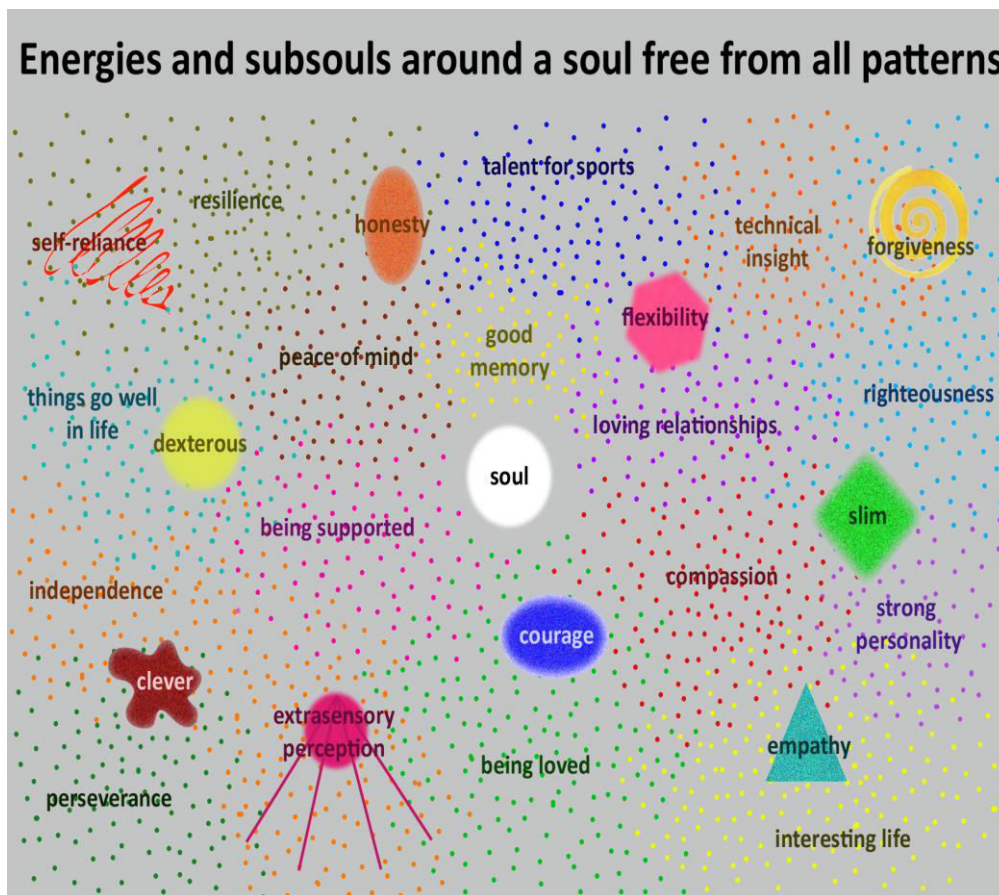 Energies and subsouls around a soul free from all patterns
talent for sports
resilience
honesty
self-reliance
technical
insight
forgiveness
flexibility
good
memory
peace of mind
things go well
in life
dexterous
loving relationships
righteousness
soul
slim
being supported
independence
compassion
strong
personality
courage
clever
extrasensory
perception
empathy
being loved
perseverance
interesting life